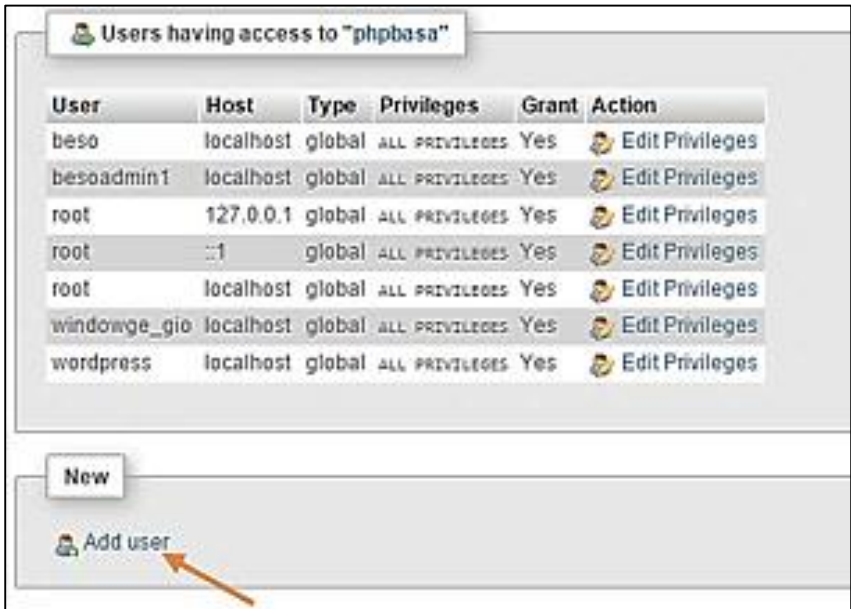 Users having access to "phpbasa"
User Host Type Privileges Grant Action
beso localhost global ALL PRIVILEGES Yes Edit Privileges
besoadmin1 localhost global ALL PRIVILEGES Yes Edit Privileges
root 127.0.0.1 global ALL PRIVILEGES Yes Edit Privileges
root ::1 global ALL PRIVILEGES Yes Edit Privileges
root localhost global ALL PRIVILEGES Yes Edit Privileges
windowge_gio localhost global ALL PRIVILEGES Yes Edit Privileges
wordpress localhost global ALL PRIVILEGES Yes Edit Privileges
New
Add user